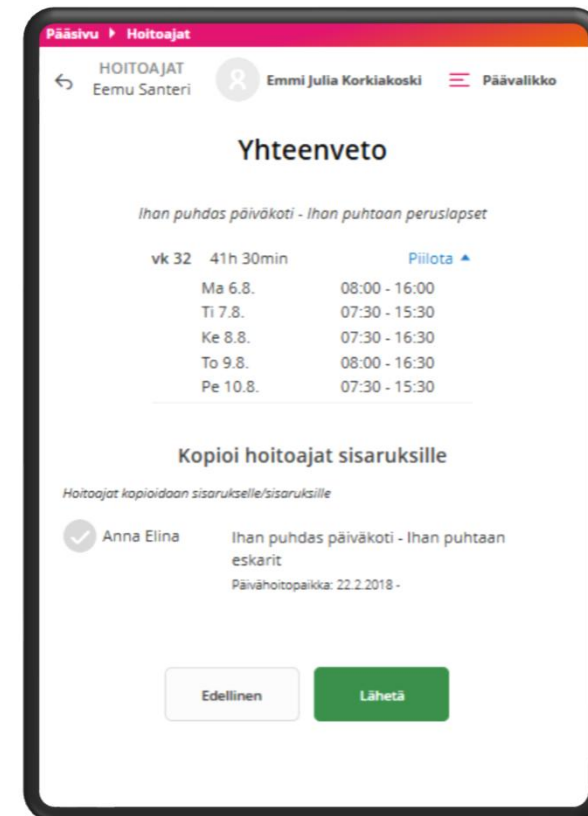 Pääsivu Hoitoajat
HOITOAJAT
Eemu Santeri
Emmi Julia Korkiakoski
Päävalikko
Yhteenveto
Ihan puhdas päiväkoti - Ihan puhtaan peruslapset
vk 32 41h 30min Piilota
Ma 6.8. 08:00 - 16:00
Ti 7.8. 07:30 - 15:30
Ke 8.8. 07:30 - 16:30
To 9.8. 08:00 - 16:30
Pe 10.8. 07:30 - 15:30
Kopioi hoitoajat sisaruksille
Hoitoajat kopioidaan sisarukselle/sisaruksille
Anna Elina Ihan puhdas päiväkoti - Ihan puhtaan
eskarit
Päivähoitopaikka: 22.2.2018 -
Edellinen Lähetä